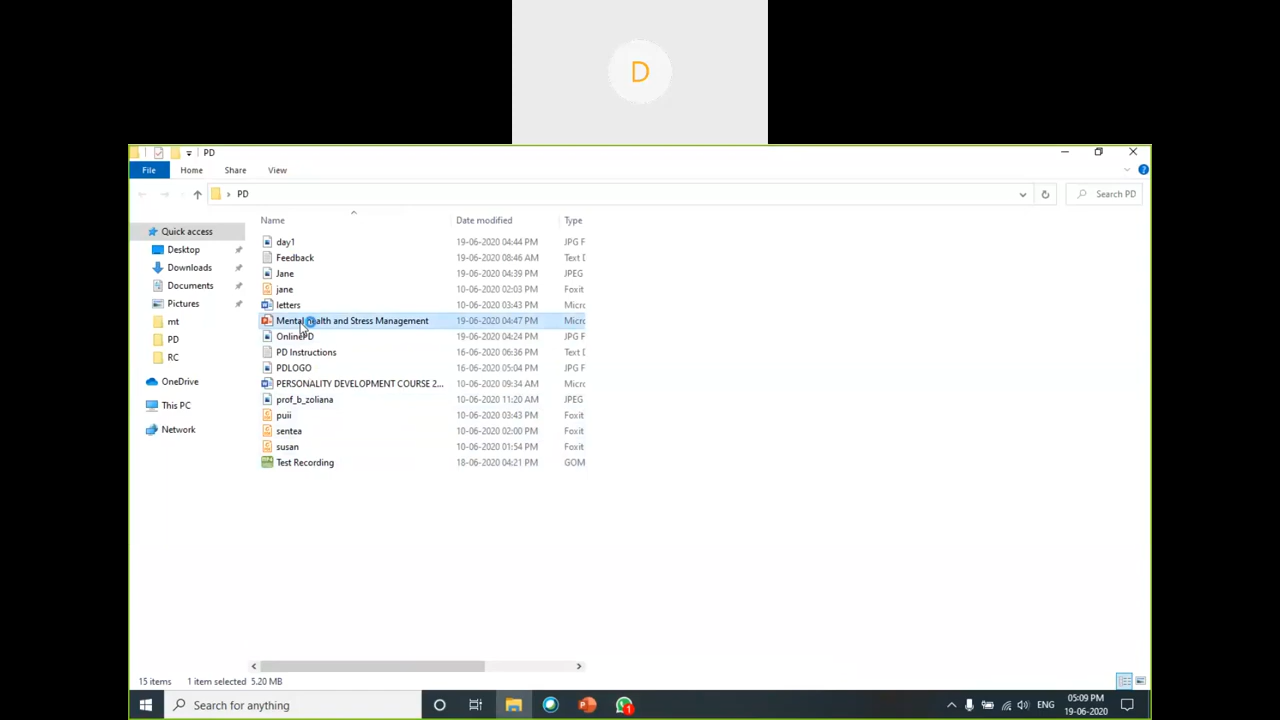 D
PD
File Home Share View
PD
Search PD
Name Date modified Type
Quick access
Desktop
Downloads
Documents
Pictures
mt
PD
RC
OneDrive
This PC
Network
day1 19-06-2020 04:44 PM JPG F
Feedback 19-06-2020 08:46 AM Text D
Jane 19-06-2020 04:39 PM JPEG
jane 10-06-2020 02:03 PM Foxit
letters 10-06-2020 03:43 PM Micro
Mental Health and Stress Management 19-06-2020 04:47 PM Micro
OnlinePD 19-06-2020 04:24 PM JPG F
PD Instructions 16-06-2020 06:36 PM Text D
PDLOGO 16-06-2020 05:04 PM JPG F
PERSONALITY DEVELOPMENT COURSE 2... 10-06-2020 09:34 AM Micro
prof_b_zoliana 10-06-2020 11:20 AM JPEG
puii 10-06-2020 03:43 PM Foxit
sentea 10-06-2020 02:00 PM Foxit
susan 10-06-2020 01:54 PM Foxit
Test Recording 18-06-2020 04:21 PM GOM
15 items 1 item selected 5.20 MB
Search for anything
1
ENG
05:09 PM
19-06-2020